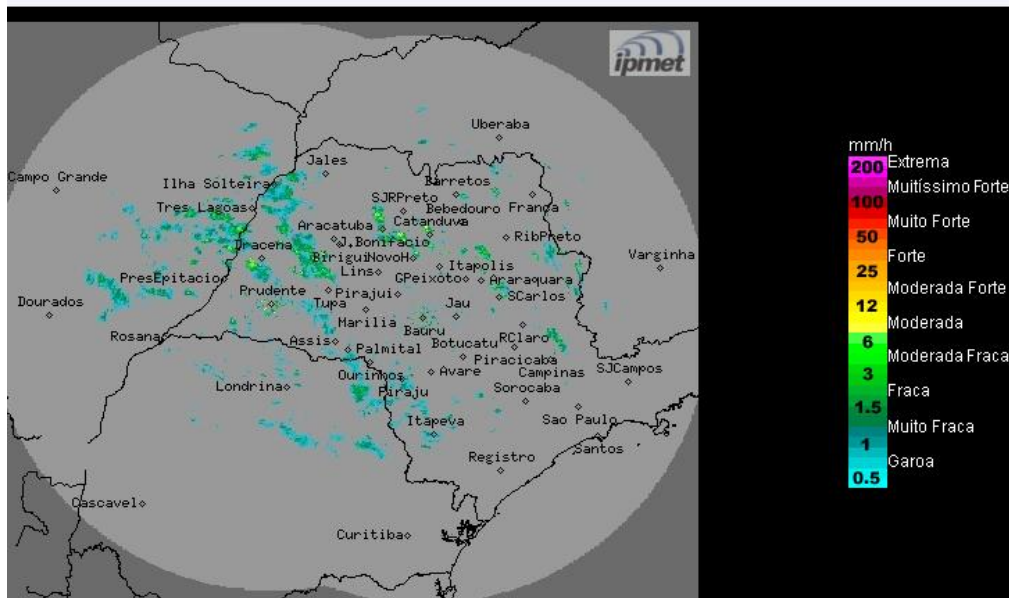 ipmet
Uberaba
Jales
Campo Grande
Ilha Solteira
Barretos
SJRPreto
Tres Lagoas
Bebedouro
Franca
Aracatuba
Catanduva
J.Bonifacio
RibPreto
Dracena
Varginha
BiriguiNovoH
Lins
Itapolis
PresEpitacio
GPeixoto
Araraquara
Prudente
Tupa
Pirajui
Jau
SCarlos
Dourados
Marilia
Bauru
Rosana
Assis
Palmital
Botucatu
RClaro
Piracicaba
Londrina
Ourinhos
Avare
Campinas
SJCampos
Piraju
Sorocaba
Itapeva
Sao Paulo
Registro
Santos
Cascavel
Curitiba
mm/h
200 Extrema
Muitíssimo Forte
100
Muito Forte
50
Forte
25
Moderada Forte
12
Moderada
6
Moderada Fraca
3
Fraca
1.5
Muito Fraca
1
Garoa
0.5